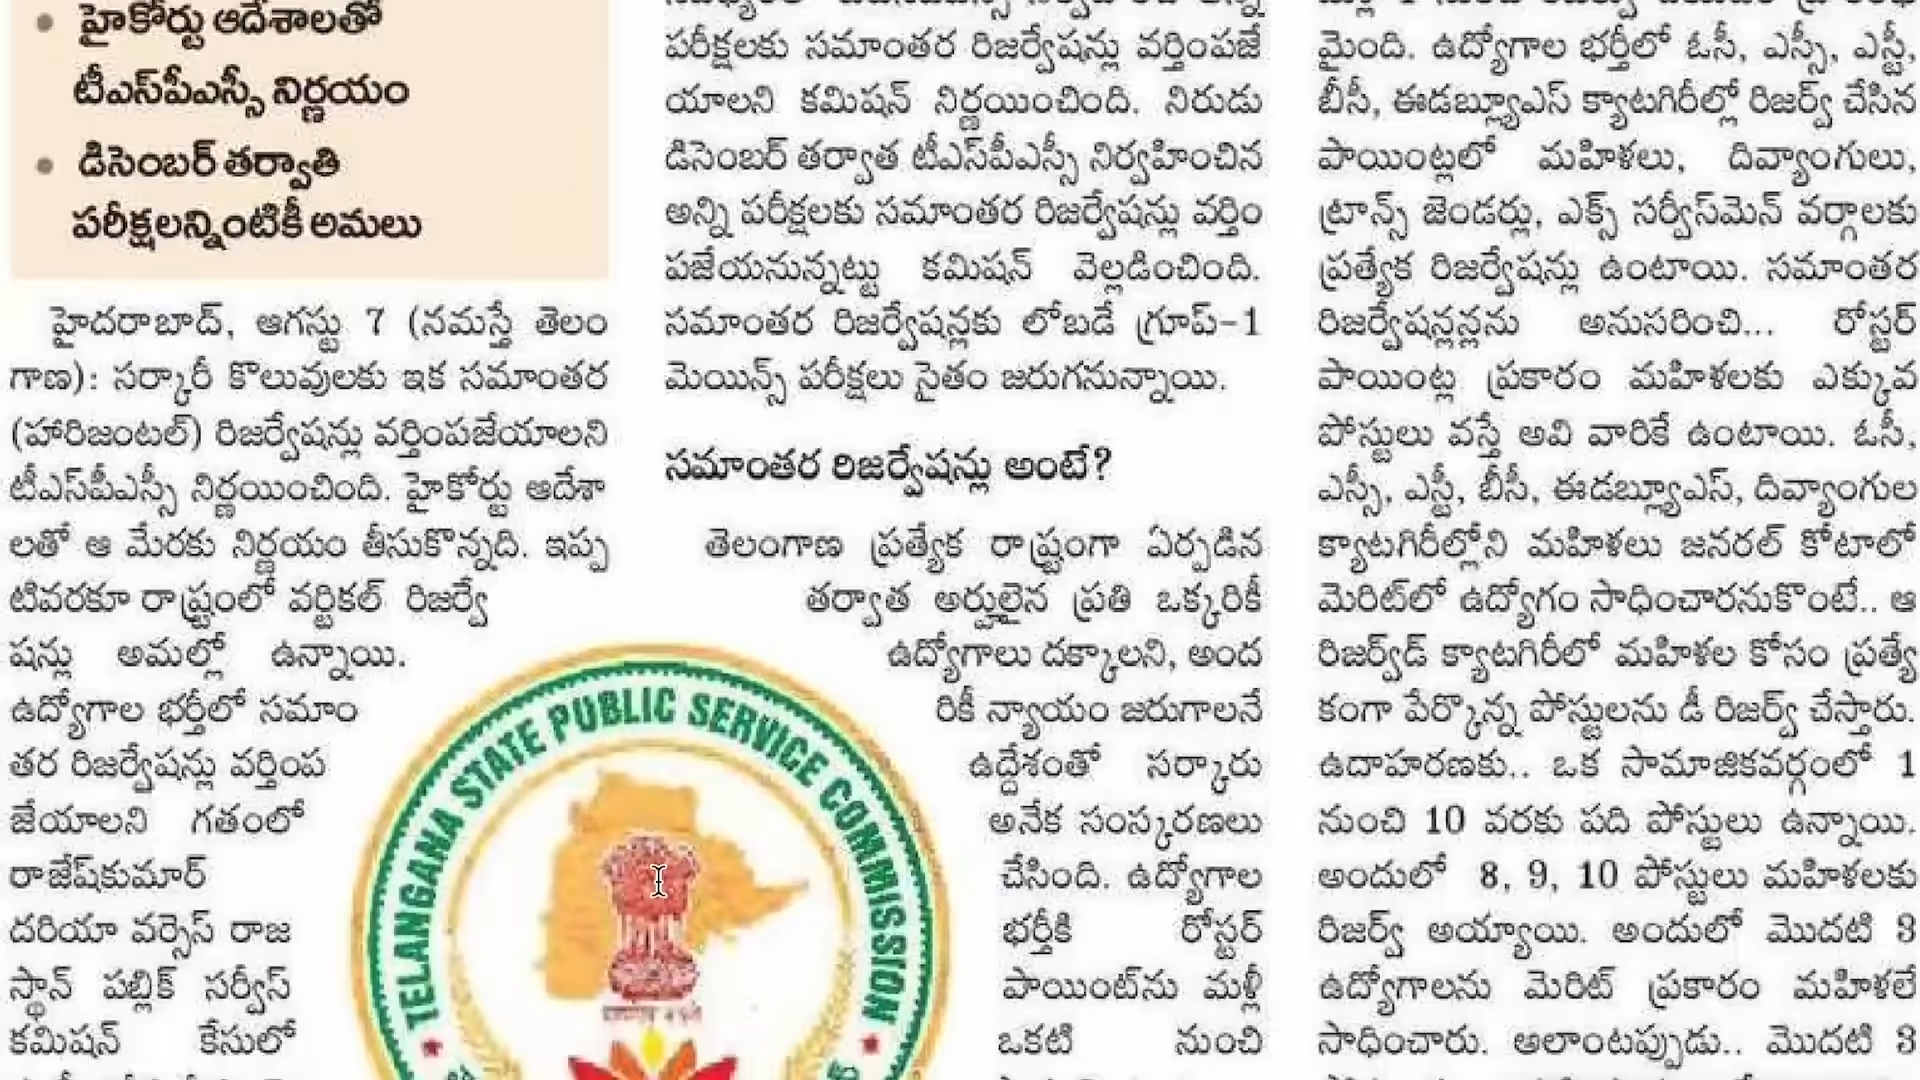 హైకోర్టు ఆదేశాలతో
టీఎస్‌పీఎస్సీ నిర్ణయం
డిసెంబర్ తర్వాతి
పరీక్షలన్నింటికీ అమలు
హైదరాబాద్, ఆగస్టు 7 (నమస్తే తెలం
గాణ): సర్కారీ కొలువులకు ఇక సమాంతర
(హారిజంటల్) రిజర్వేషన్లు వర్తింపజేయాలని
టీఎస్‌పీఎస్సీ నిర్ణయించింది. హైకోర్టు ఆదేశా
లతో ఆ మేరకు నిర్ణయం తీసుకొన్నది. ఇప్ప
టివరకూ రాష్ట్రంలో వర్టికల్ రిజర్వే
షన్లు అమల్లో ఉన్నాయి.
ఉద్యోగాల భర్తీలో సమాం
తర రిజర్వేషన్లు వర్తింప
జేయాలని గతంలో
రాజేష్‌కుమార్
దరియా వర్సెస్ రాజ
స్థాన్ పబ్లిక్ సర్వీస్
కమిషన్ కేసులో
TELANGANA STATE PUBLIC SERVICE COMMISSION
పరీక్షలకు సమాంతర రిజర్వేషన్లు వర్తింపజే
యాలని కమిషన్ నిర్ణయించింది. నిరుడు
డిసెంబర్ తర్వాత టీఎస్‌పీఎస్సీ నిర్వహించిన
అన్ని పరీక్షలకు సమాంతర రిజర్వేషన్లు వర్తిం
పజేయనున్నట్టు కమిషన్ వెల్లడించింది.
సమాంతర రిజర్వేషన్లకు లోబడే గ్రూప్-1
మెయిన్స్ పరీక్షలు సైతం జరుగనున్నాయి.
సమాంతర రిజర్వేషన్లు అంటే?
తెలంగాణ ప్రత్యేక రాష్ట్రంగా ఏర్పడిన
తర్వాత అర్హులైన ప్రతి ఒక్కరికీ
ఉద్యోగాలు దక్కాలని, అంద
రికీ న్యాయం జరుగాలనే
ఉద్దేశంతో సర్కారు
అనేక సంస్కరణలు
చేసింది. ఉద్యోగాల
భర్తీకి రోస్టర్
పాయింట్‌ను మళ్లీ
ఒకటి నుంచి
మైంది. ఉద్యోగాల భర్తీలో ఓసీ, ఎస్సీ, ఎస్టీ,
బీసీ, ఈడబ్ల్యూఎస్ క్యాటగిరీల్లో రిజర్వ్ చేసిన
పాయింట్లలో మహిళలు, దివ్యాంగులు,
ట్రాన్స్ జెండర్లు, ఎక్స్ సర్వీస్‌మెన్ వర్గాలకు
ప్రత్యేక రిజర్వేషన్లు ఉంటాయి. సమాంతర
రిజర్వేషన్లన్లను అనుసరించి... రోస్టర్
పాయింట్ల ప్రకారం మహిళలకు ఎక్కువ
పోస్టులు వస్తే అవి వారికే ఉంటాయి. ఓసీ,
ఎస్సీ, ఎస్టీ, బీసీ, ఈడబ్ల్యూఎస్, దివ్యాంగుల
క్యాటగిరీల్లోని మహిళలు జనరల్ కోటాలో
మెరిట్‌లో ఉద్యోగం సాధించారనుకొంటే.. ఆ
రిజర్వ్‌డ్ క్యాటగిరీలో మహిళల కోసం ప్రత్యే
కంగా పేర్కొన్న పోస్టులను డీ రిజర్వ్ చేస్తారు.
ఉదాహరణకు.. ఒక సామాజికవర్గంలో 1
నుంచి 10 వరకు పది పోస్టులు ఉన్నాయి.
అందులో 8, 9, 10 పోస్టులు మహిళలకు
రిజర్వ్ అయ్యాయి. అందులో మొదటి 3
ఉద్యోగాలను మెరిట్ ప్రకారం మహిళలే
సాధించారు. అలాంటప్పుడు.. మొదటి 3